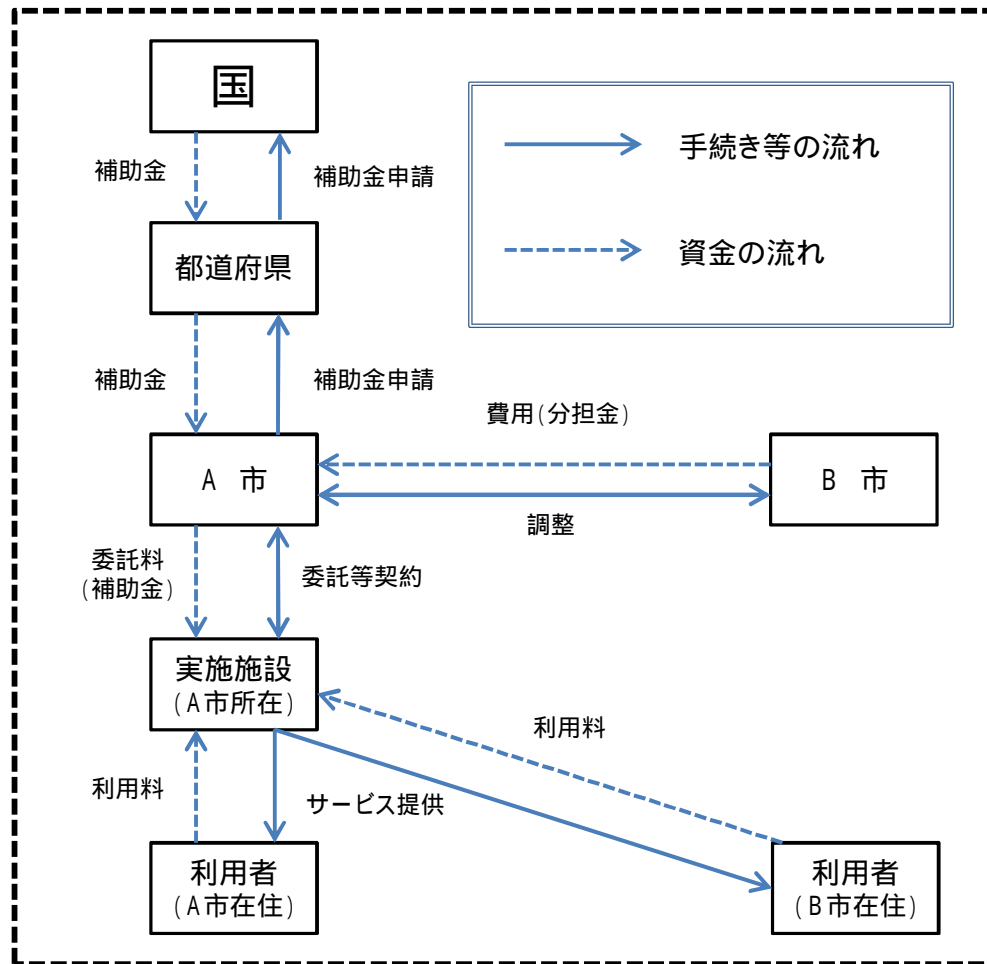 国
手続き等の流れ
補助金
補助金申請
都道府県
資金の流れ
補助金
補助金申請
費用(分担金)
A 市
B 市
調整
委託料
(補助金)
委託等契約
実施施設
(A市所在)
利用料
利用料
サービス提供
利用者
(A市在住)
利用者
(B市在住)